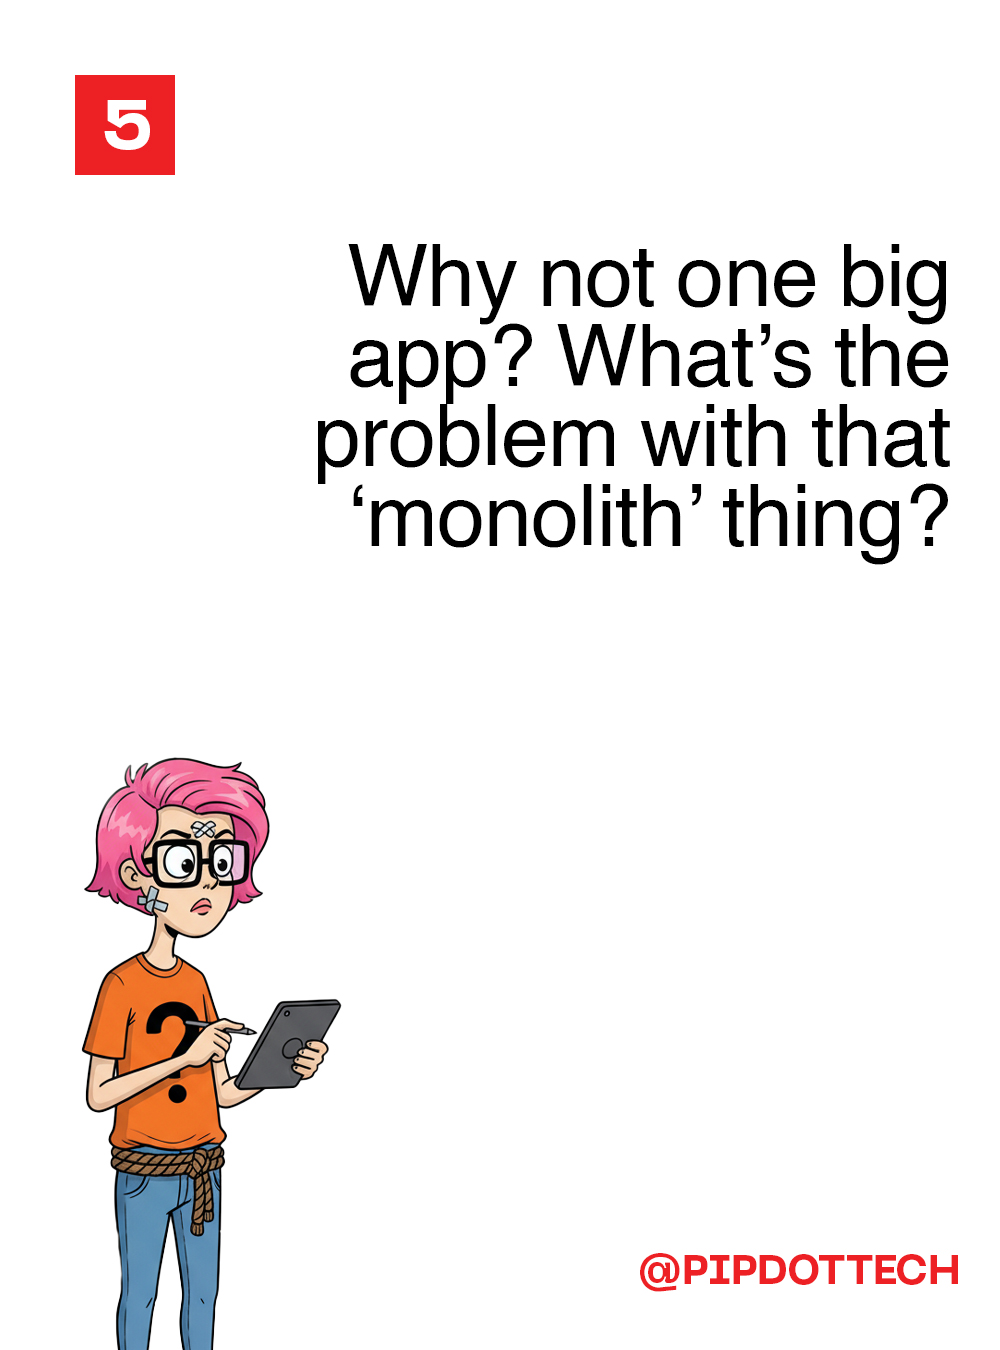 5
Why not one big
app? What’s the
problem with that
‘monolith’ thing?
?
@PIPDOTTECH